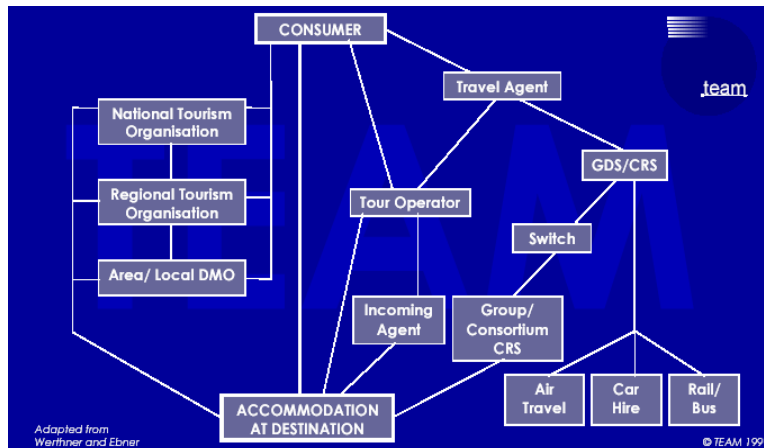 CONSUMER
.team
Travel Agent
National Tourism
Organisation
GDS/CRS
Regional Tourism
Organisation
Tour Operator
Switch
Area/ Local DMO
Incoming
Agent
Group/
Consortium
CRS
Air
Travel
Car
Hire
Rail/
Bus
ACCOMMODATION
AT DESTINATION
Adapted from
Werthner and Ebner
© TEAM 199
TEAM